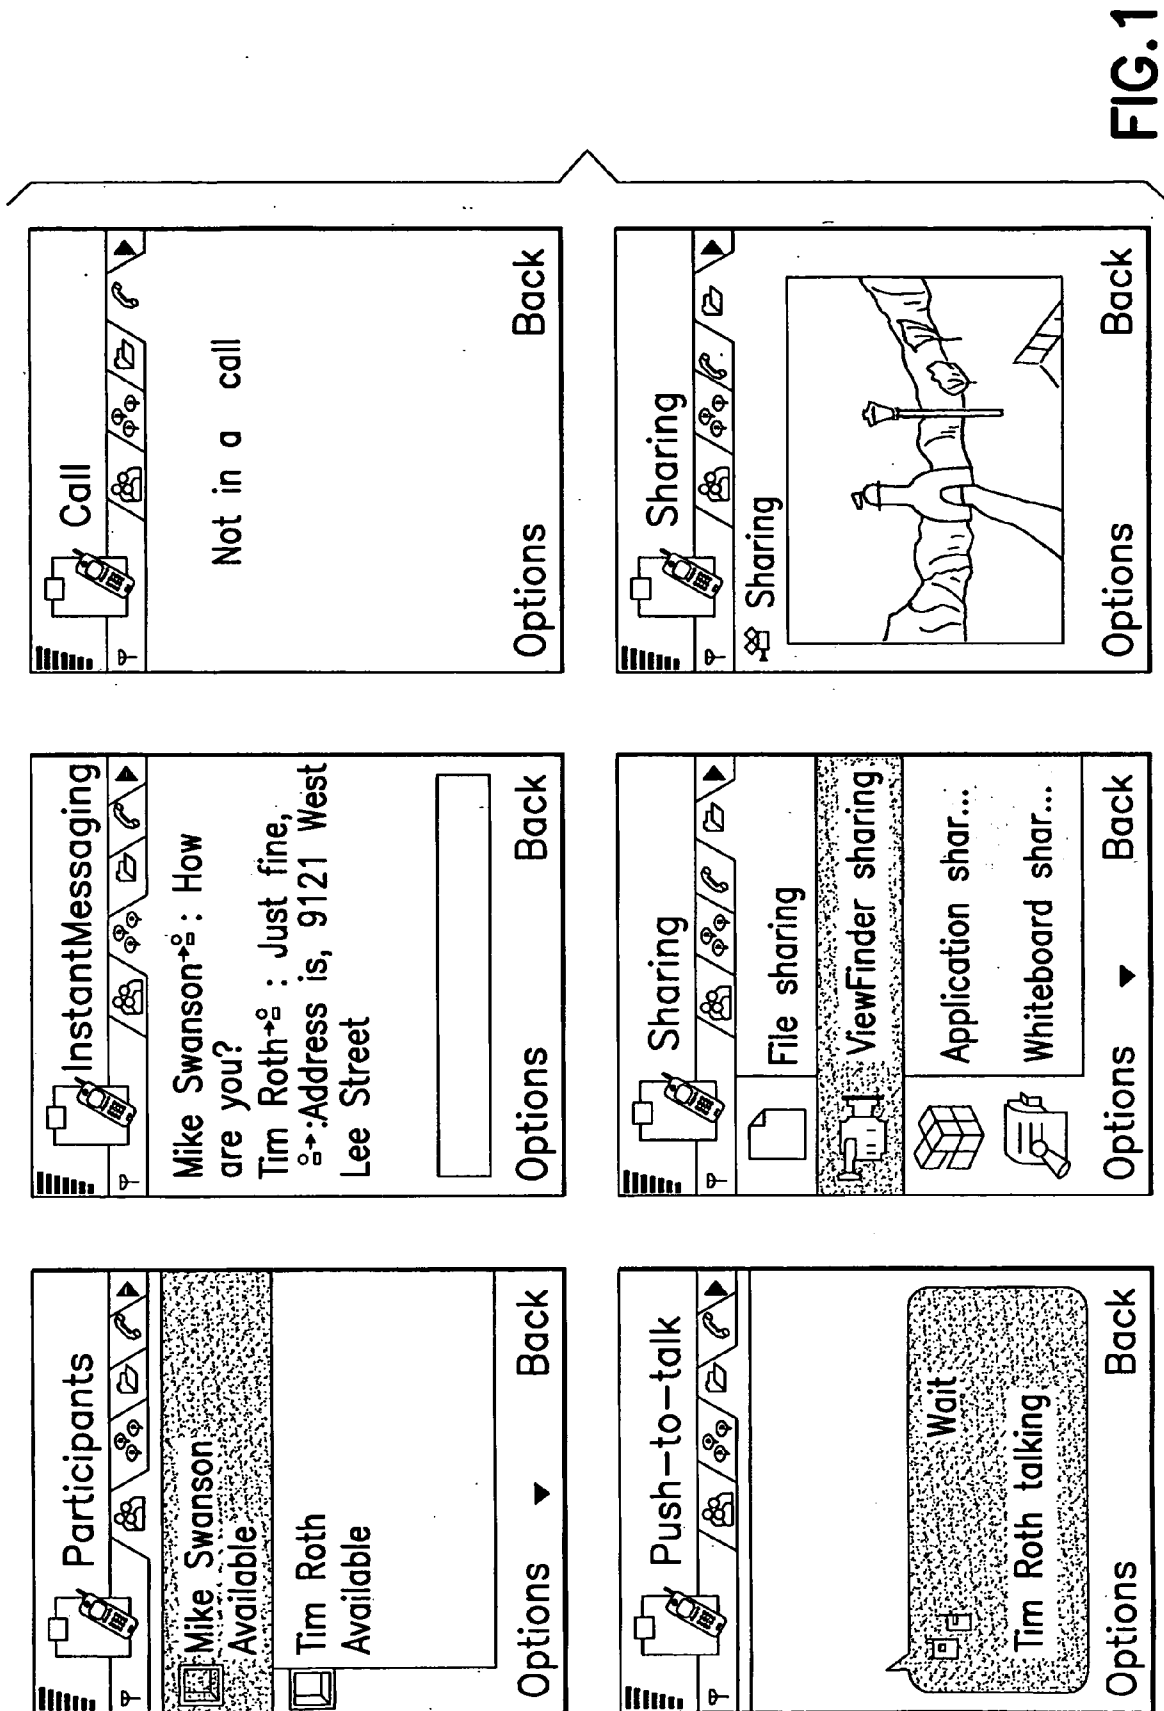 Participants
Mike Swanson
Available
Tim Roth
Available
Options Back
InstantMessaging
Mike Swanson : How
are you?
Tim Roth : Just fine,
:Address is, 9121 West
Lee Street
Options Back
Call
Not in a call
Options Back
Push-to-talk
Wait
Tim Roth talking
Options Back
Sharing
File sharing
ViewFinder sharing
Application shar...
Whiteboard shar...
Options Back
Sharing
Sharing
Options Back
FIG.1